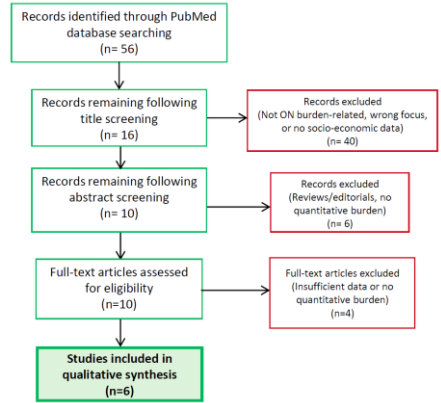 Records identified through PubMed
database searching
(n= 56)
Records remaining following
title screening
(n= 16)
Records excluded
(Not ON burden-related, wrong focus,
or no socio-economic data)
(n= 40)
Records remaining following
abstract screening
(n= 10)
Records excluded
(Reviews/editorials, no
quantitative burden)
(n= 6)
Full-text articles assessed
for eligibility
(n=10)
Full-text articles excluded
(Insufficient data or no
quantitative burden)
(n=4)
Studies included in
qualitative synthesis
(n=6)